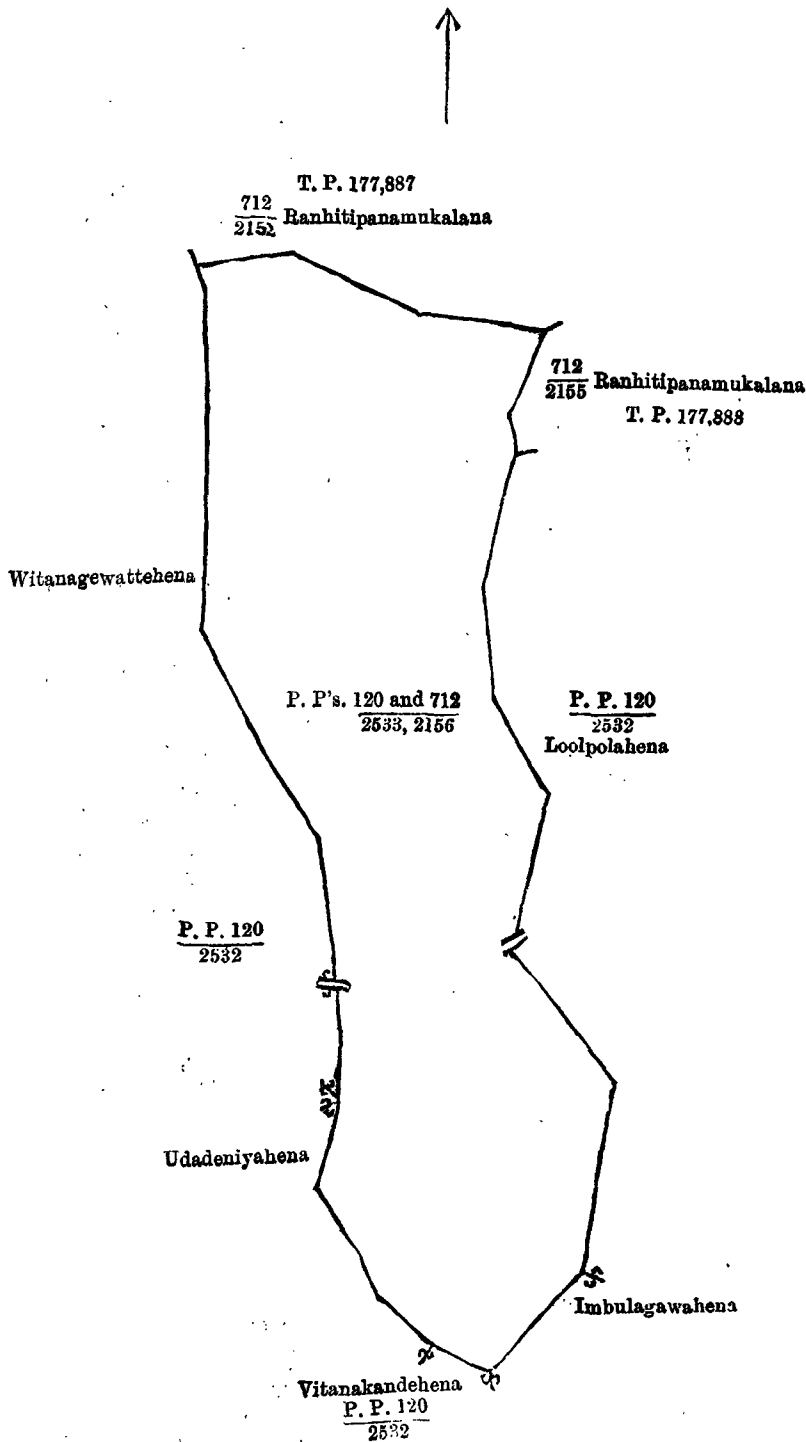 T. P. 177,887
712
2152 Ranhitipanamukalana
712
2155 Ranhitipanamukalana
T. P. 177,888
Witanagewattehena
P. P's. 120 and 712
2533, 2156
P. P. 120
2532
Loolpolahena
P. P. 120
2532
Udadeniyahena
Imbulagawahena
Vitanakandehena
P. P. 120
2532